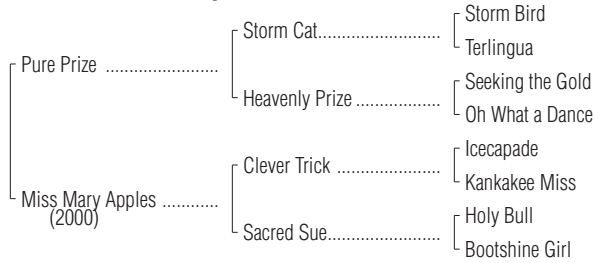 Storm Bird
Storm Cat..........................
Terlingua
Pure Prize ........................
Seeking the Gold
Heavenly Prize ..................
Oh What a Dance
Icecapade
Clever Trick ......................
Kankakee Miss
Miss Mary Apples ............
(2000)
Holy Bull
Sacred Sue........................
Bootshine Girl